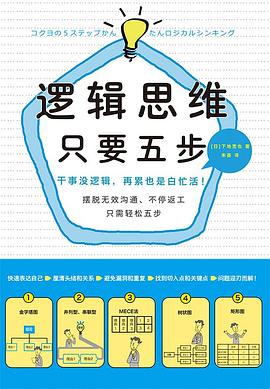 コクヨの5ステップかんたんロジカルシンキング
逻辑思维
只要五步
[日]下地宽也 著
朱荟 译
干事没逻辑，再累也是白忙活！
摆脱无效沟通、不停返工
只需轻松五步
快速表达自己 厘清头绪和关系 避免漏洞和重复 找到切入点和关键点 问题迎刃而解！
1 2 3 4 5
金字塔图 并列型、串联型 MECE法 树状图 矩形图